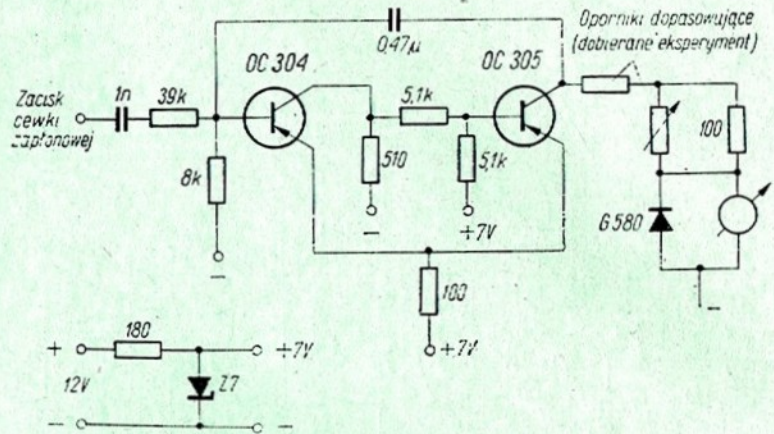 0,47μ
Oporniki dopasowujące
(dobierane eksperyment)
OC 304
OC 305
Zacisk
cewki
zapłonowej
1n
39k
5,1k
8k
510
5,1k
100
G 580
−
−
+7V
−
100
+7V
180
+
+7V
12V
Z7
−
−